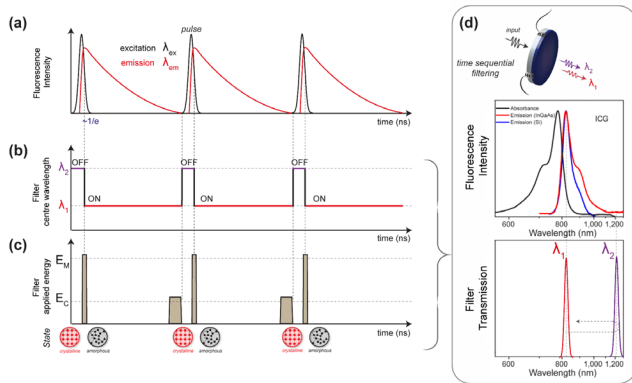 (a)
Fluorescence
Intensity
pulse
excitation λex
emission λem
~1/e
time (ns)
(b)
Filter
centre wavelength
λ2
λ1
OFF
ON
OFF
ON
OFF
ON
time (ns)
(c)
Filter
applied energy
EM
EC
time (ns)
State
crystalline
amorphous
crystalline
amorphous
crystalline
amorphous
(d)
input
λ2
λ1
time sequential
filtering
Fluorescence
Intensity
Absorbance
Emission (InGaAs)
Emission (Si)
ICG
600
800
1,000
1,200
Wavelength (nm)
Filter
Transmission
λ1
λ2
600
800
1,000
1,200
Wavelength (nm)